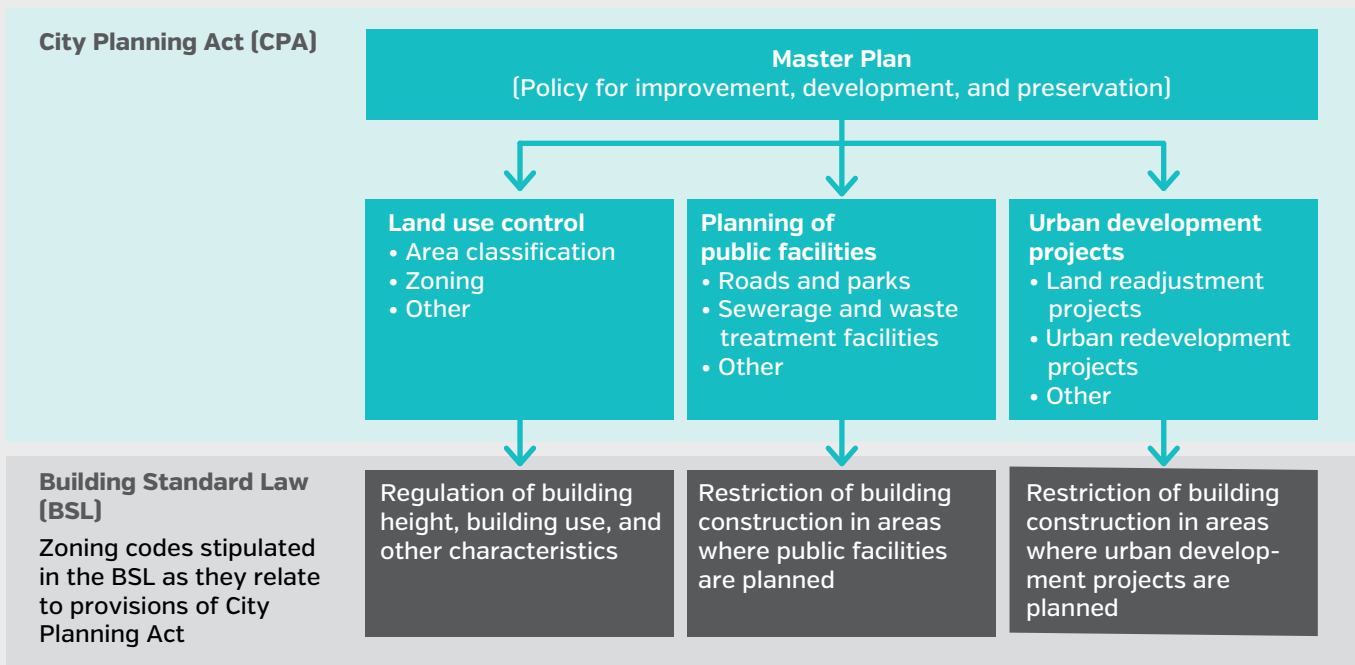 City Planning Act (CPA)
Master Plan
(Policy for improvement, development, and preservation)
Land use control
• Area classification
• Zoning
• Other
Planning of
public facilities
• Roads and parks
• Sewerage and waste
treatment facilities
• Other
Urban development
projects
• Land readjustment
projects
• Urban redevelopment
projects
• Other
Building Standard Law
(BSL)
Zoning codes stipulated
in the BSL as they relate
to provisions of City
Planning Act
Regulation of building
height, building use, and
other characteristics
Restriction of building
construction in areas
where public facilities
are planned
Restriction of building
construction in areas
where urban develop-
ment projects are
planned